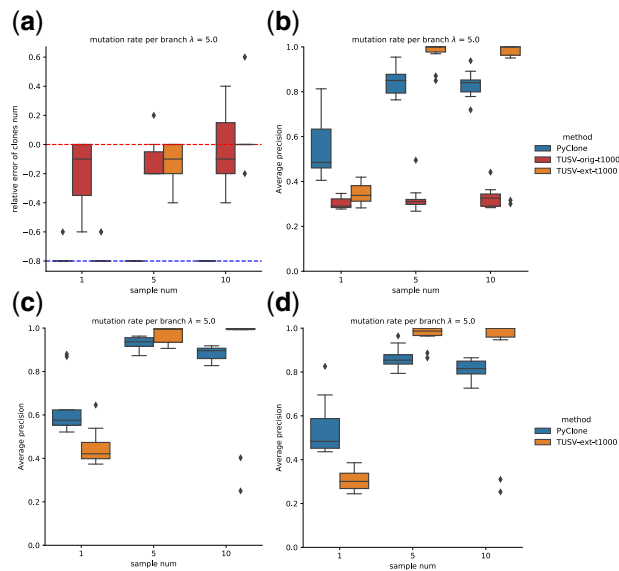 (a)
mutation rate per branch λ = 5.0
relative error of clones num
0.6
0.4
0.2
0.0
−0.2
−0.4
−0.6
−0.8
1
5
10
sample num
(b)
mutation rate per branch λ = 5.0
Average precision
1.0
0.8
0.6
0.4
0.2
0.0
1
5
10
sample num
method
PyClone
TUSV-orig-t1000
TUSV-ext-t1000
(c)
mutation rate per branch λ = 5.0
Average precision
1.0
0.8
0.6
0.4
0.2
0.0
1
5
10
sample num
(d)
mutation rate per branch λ = 5.0
Average precision
1.0
0.8
0.6
0.4
0.2
0.0
1
5
10
sample num
method
PyClone
TUSV-ext-t1000